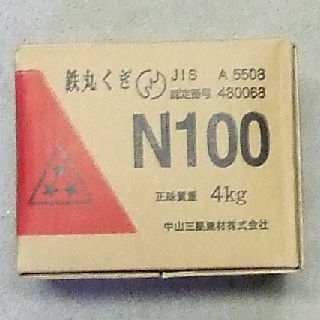 鉄丸くぎ JIS A 5508
認定番号 480068
N100
正味質量 4kg
中山三星建材株式会社